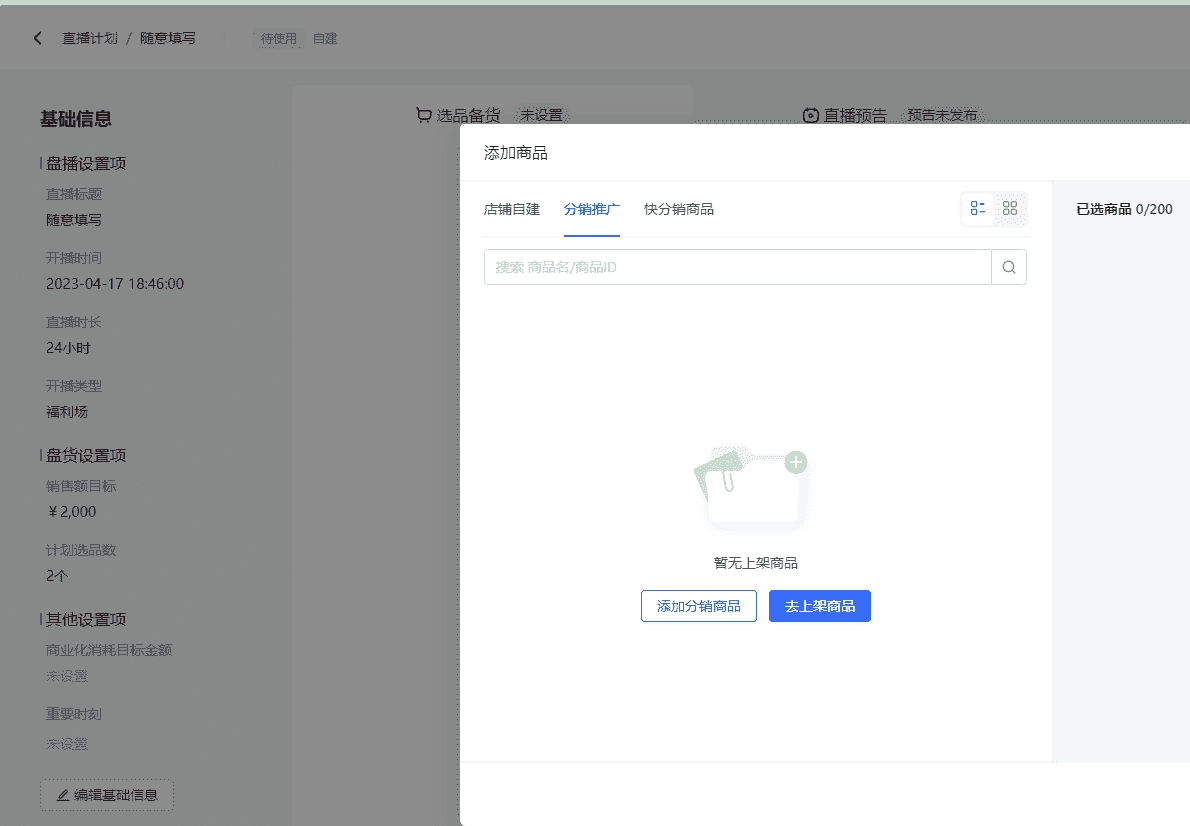 直播计划 / 随意填写 待使用 自建
基础信息
盘播设置项
直播标题
随意填写
开播时间
2023-04-17 18:46:00
直播时长
24小时
开播类型
福利场
盘货设置项
销售额目标
￥2,000
计划选品数
2个
其他设置项
商业化消耗目标金额
未设置
重要时刻
未设置
编辑基础信息
选品备货 未设置
直播预告 预告未发布
添加商品
店铺自建 分销推广 快分销商品
已选商品 0/200
搜索 商品名/商品ID
暂无上架商品
添加分销商品 去上架商品